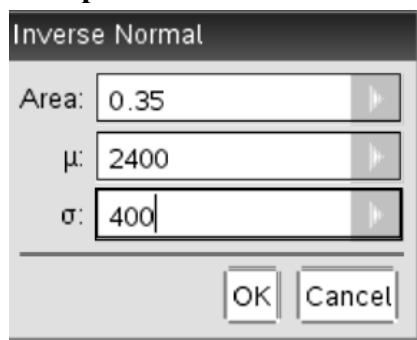 Inverse Normal
Area: 0.35
μ: 2400
σ: 400
OK Cancel